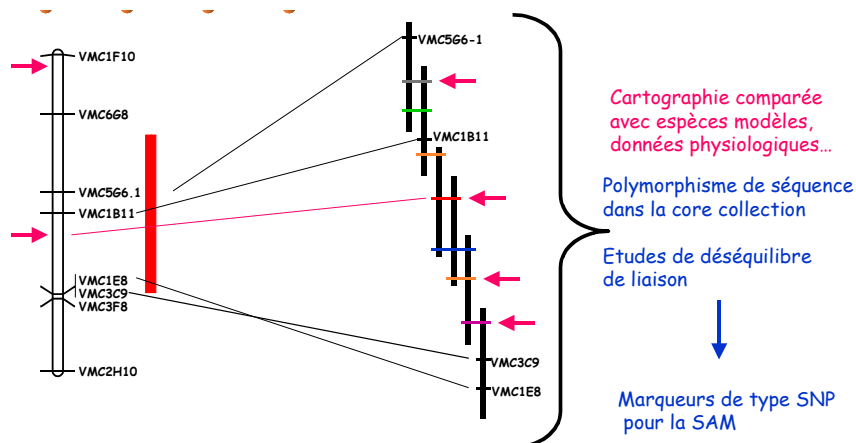 VMC1F10
VMC6G8
VMC5G6.1
VMC1B11
VMC1E8
VMC3C9
VMC3F8
VMC2H10
VMC5G6-1
VMC1B11
VMC3C9
VMC1E8
Cartographie comparée
avec espèces modèles,
données physiologiques…
Polymorphisme de séquence
dans la core collection
Etudes de déséquilibre
de liaison
Marqueurs de type SNP
pour la SAM